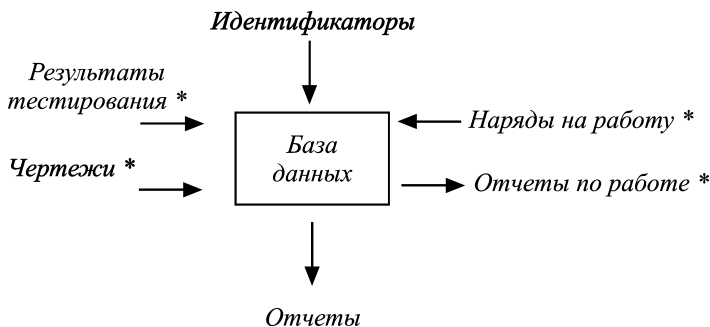 Идентификаторы
Результаты
тестирования *
Чертежи *
База
данных
Наряды на работу *
Отчеты по работе *
Отчеты